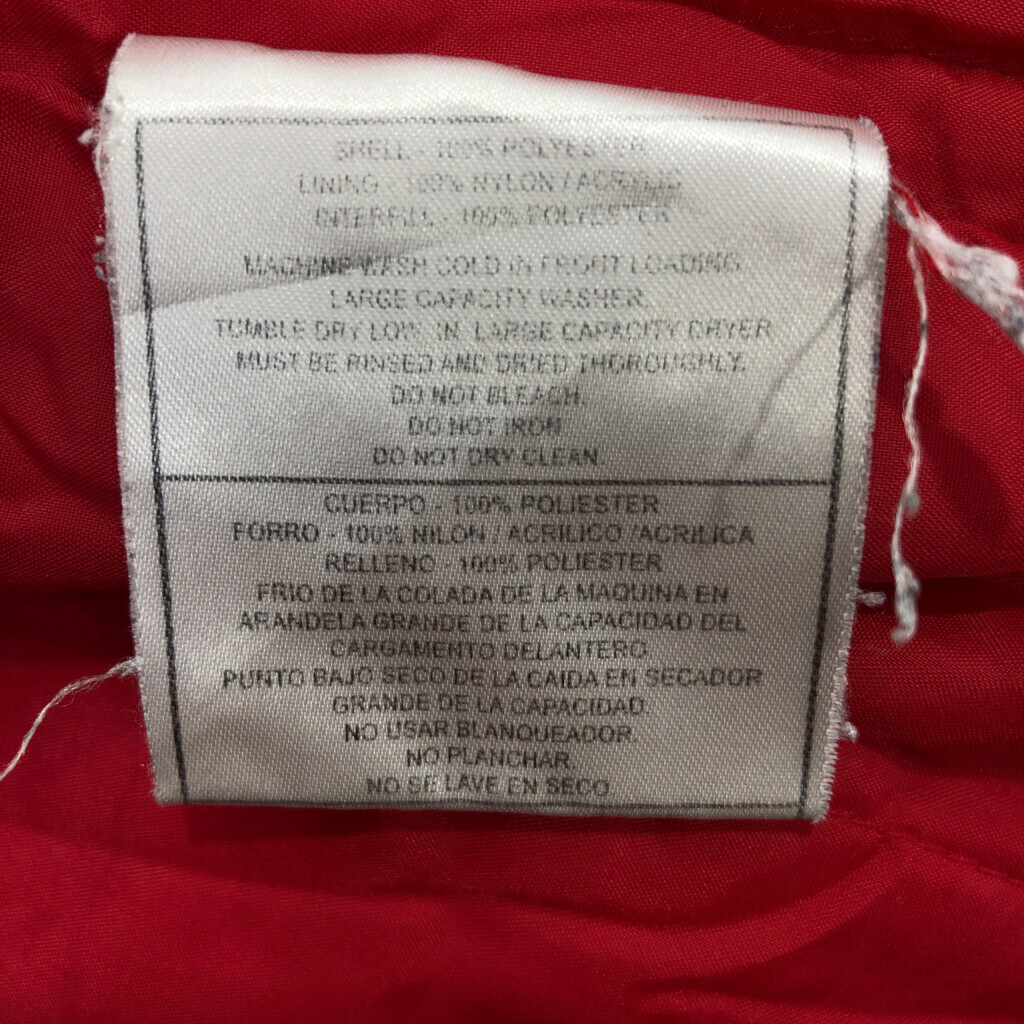 SHELL - 100% POLYESTER
LINING - 100% NYLON / ACRYLIC
INTERFILL - 100% POLYESTER
MACHINE WASH COLD IN FRONT LOADING
LARGE CAPACITY WASHER.
TUMBLE DRY LOW IN LARGE CAPACITY DRYER
MUST BE RINSED AND DRIED THOROUGHLY.
DO NOT BLEACH.
DO NOT IRON
DO NOT DRY CLEAN.
CUERPO - 100% POLIESTER
FORRO - 100% NILON / ACRILICO /ACRILICA
RELLENO - 100% POLIESTER
FRIO DE LA COLADA DE LA MAQUINA EN
ARANDELA GRANDE DE LA CAPACIDAD DEL
CARGAMENTO DELANTERO
PUNTO BAJO SECO DE LA CAIDA EN SECADOR
GRANDE DE LA CAPACIDAD
NO USAR BLANQUEADOR.
NO PLANCHAR.
NO SE LAVE EN SECO